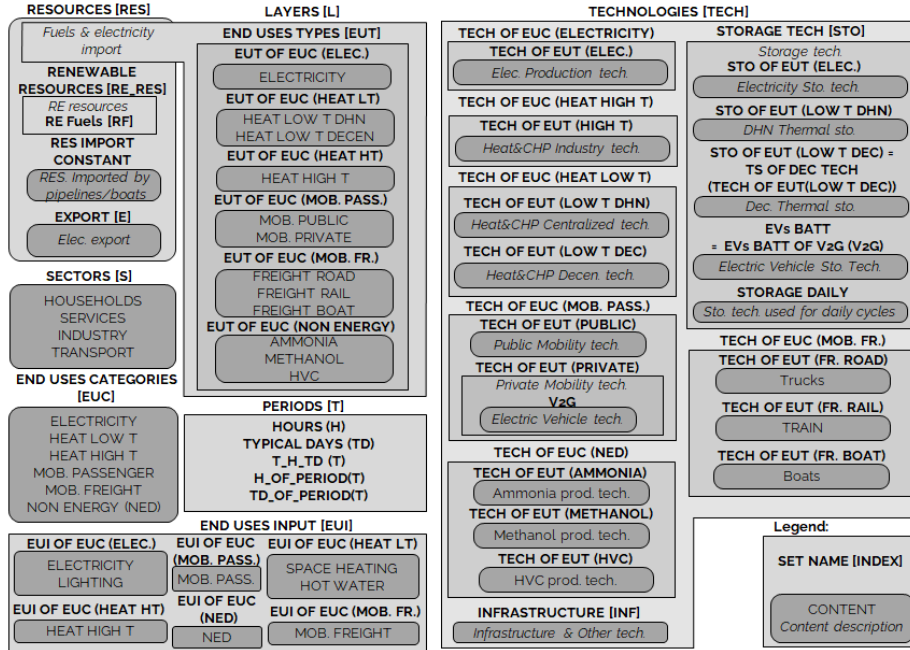 RESOURCES [RES]
Fuels & electricity
import
RENEWABLE
RESOURCES [RE_RES]
RE resources
RE Fuels [RF]
RES IMPORT
CONSTANT
RES. Imported by
pipelines/boats
EXPORT [E]
Elec. export
SECTORS [S]
HOUSEHOLDS
SERVICES
INDUSTRY
TRANSPORT
END USES CATEGORIES
[EUC]
ELECTRICITY
HEAT LOW T
HEAT HIGH T
MOB. PASSENGER
MOB. FREIGHT
NON ENERGY (NED)
LAYERS [L]
END USES TYPES [EUT]
EUT OF EUC (ELEC.)
ELECTRICITY
EUT OF EUC (HEAT LT)
HEAT LOW T DHN
HEAT LOW T DECEN
EUT OF EUC (HEAT HT)
HEAT HIGH T
EUT OF EUC (MOB. PASS.)
MOB. PUBLIC
MOB. PRIVATE
EUT OF EUC (MOB. FR.)
FREIGHT ROAD
FREIGHT RAIL
FREIGHT BOAT
EUT OF EUC (NON ENERGY)
AMMONIA
METHANOL
HVC
PERIODS [T]
HOURS (H)
TYPICAL DAYS (TD)
T_H_TD (T)
H_OF_PERIOD(T)
TD_OF_PERIOD(T)
END USES INPUT [EUI]
EUI OF EUC (ELEC.)
ELECTRICITY
LIGHTING
EUI OF EUC (HEAT HT)
HEAT HIGH T
EUI OF EUC
(MOB. PASS.)
MOB. PASS.
EUI OF EUC
(NED)
NED
EUI OF EUC (HEAT LT)
SPACE HEATING
HOT WATER
EUI OF EUC (MOB. FR.)
MOB. FREIGHT
TECHNOLOGIES [TECH]
TECH OF EUC (ELECTRICITY)
TECH OF EUT (ELEC.)
Elec. Production tech.
TECH OF EUC (HEAT HIGH T)
TECH OF EUT (HIGH T)
Heat&CHP Industry tech.
TECH OF EUC (HEAT LOW T)
TECH OF EUT (LOW T DHN)
Heat&CHP Centralized tech.
TECH OF EUT (LOW T DEC)
Heat&CHP Decen. tech.
TECH OF EUC (MOB. PASS.)
TECH OF EUT (PUBLIC)
Public Mobility tech.
TECH OF EUT (PRIVATE)
Private Mobility tech.
V2G
Electric Vehicle tech.
TECH OF EUC (NED)
TECH OF EUT (AMMONIA)
Ammonia prod. tech.
TECH OF EUT (METHANOL)
Methanol prod. tech.
TECH OF EUT (HVC)
HVC prod. tech.
INFRASTRUCTURE [INF]
Infrastructure & Other tech.
STORAGE TECH [STO]
Storage tech.
STO OF EUT (ELEC.)
Electricity Sto. tech.
STO OF EUT (LOW T DHN)
DHN Thermal sto.
STO OF EUT (LOW T DEC) =
TS OF DEC TECH
(TECH OF EUT(LOW T DEC))
Dec. Thermal sto.
EVs BATT
= EVs BATT OF V2G (V2G)
Electric Vehicle Sto. Tech.
STORAGE DAILY
Sto. tech. used for daily cycles
TECH OF EUC (MOB. FR.)
TECH OF EUT (FR. ROAD)
Trucks
TECH OF EUT (FR. RAIL)
TRAIN
TECH OF EUT (FR. BOAT)
Boats
Legend:
SET NAME [INDEX]
CONTENT
Content description